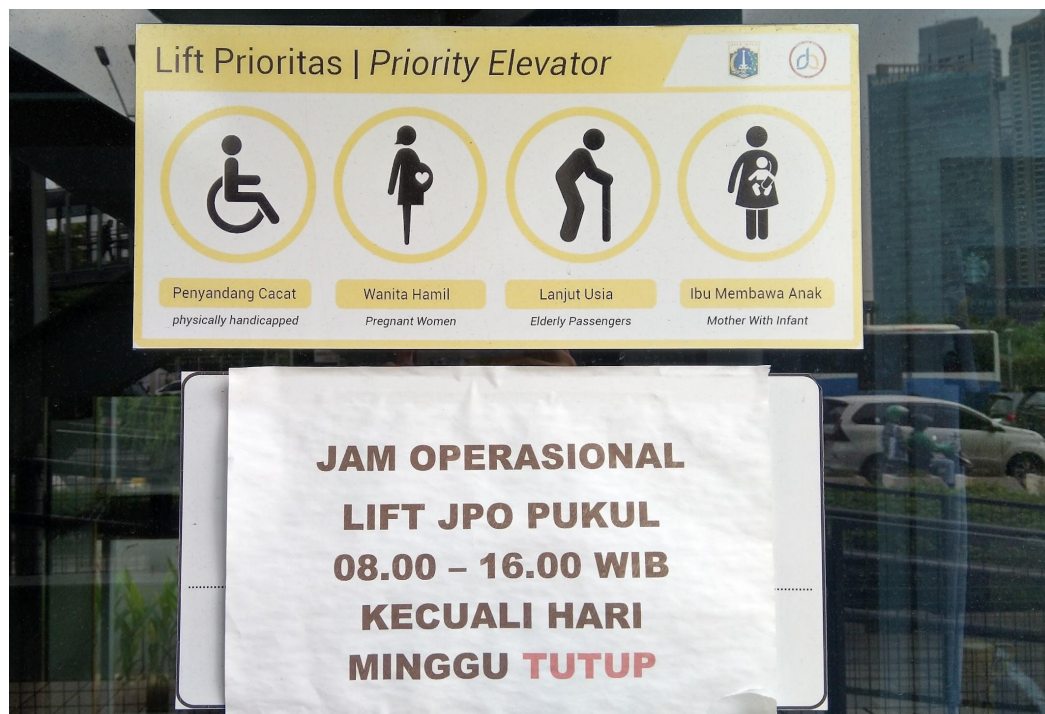 Lift Prioritas | Priority Elevator
Penyandang Cacat
Wanita Hamil
Lanjut Usia
Ibu Membawa Anak
physically handicapped
Pregnant Women
Elderly Passengers
Mother With Infant
JAM OPERASIONAL
LIFT JPO PUKUL
08.00 – 16.00 WIB
KECUALI HARI
MINGGU TUTUP